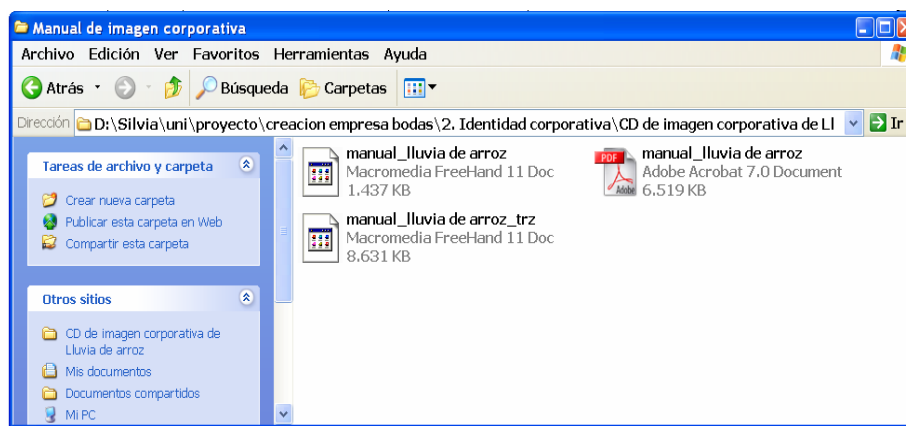 Manual de imagen corporativa
Archivo Edición Ver Favoritos Herramientas Ayuda
Atrás Búsqueda Carpetas
Dirección D:\Silvia\uni\proyecto\creacion empresa bodas\2. Identidad corporativa\CD de imagen corporativa de Ll Ir
Tareas de archivo y carpeta
Crear nueva carpeta
Publicar esta carpeta en Web
Compartir esta carpeta
Otros sitios
CD de imagen corporativa de
Lluvia de arroz
Mis documentos
Documentos compartidos
Mi PC
manual_lluvia de arroz
Macromedia FreeHand 11 Doc
1.437 KB
PDF
Adobe
manual_lluvia de arroz
Adobe Acrobat 7.0 Document
6.519 KB
manual_lluvia de arroz_trz
Macromedia FreeHand 11 Doc
8.631 KB